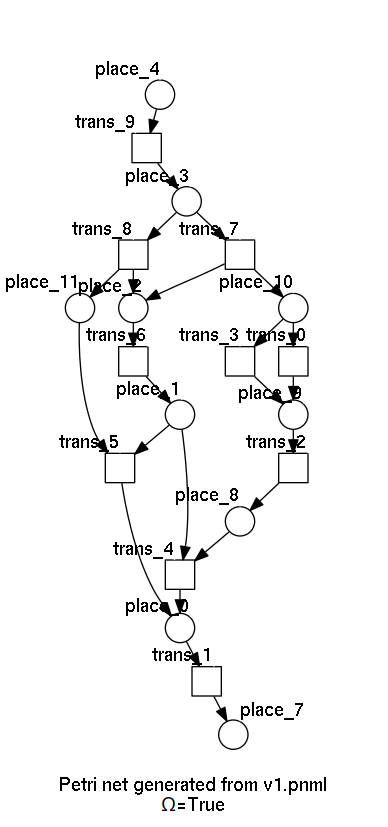 place_4
trans_9
place_3
trans_8
trans_7
place_11
place_2
place_10
trans_6
trans_3
trans_0
place_1
place_9
trans_5
trans_2
place_8
trans_4
place_0
trans_1
place_7
Petri net generated from v1.pnml
Ω=True